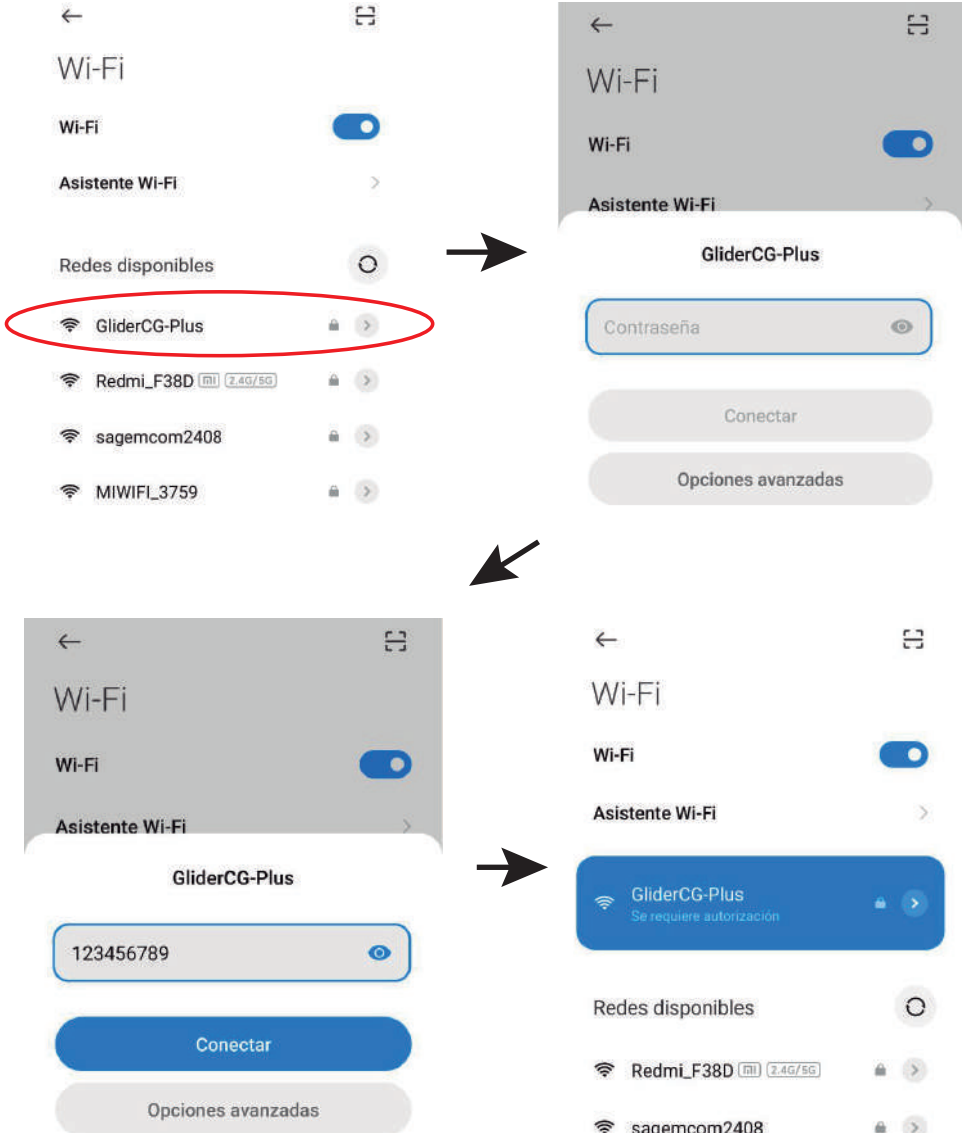 Wi-Fi
Wi-Fi
Asistente Wi-Fi
Redes disponibles
GliderCG-Plus
Redmi_F38D MI 2.4G/5G
sagemcom2408
MIWIFI_3759
Wi-Fi
Wi-Fi
Asistente Wi-Fi
GliderCG-Plus
Contraseña
Conectar
Opciones avanzadas
Wi-Fi
Wi-Fi
Asistente Wi-Fi
GliderCG-Plus
123456789
Conectar
Opciones avanzadas
Wi-Fi
Wi-Fi
Asistente Wi-Fi
GliderCG-Plus
Se requiere autorización
Redes disponibles
Redmi_F38D MI 2.4G/5G
sagemcom2408